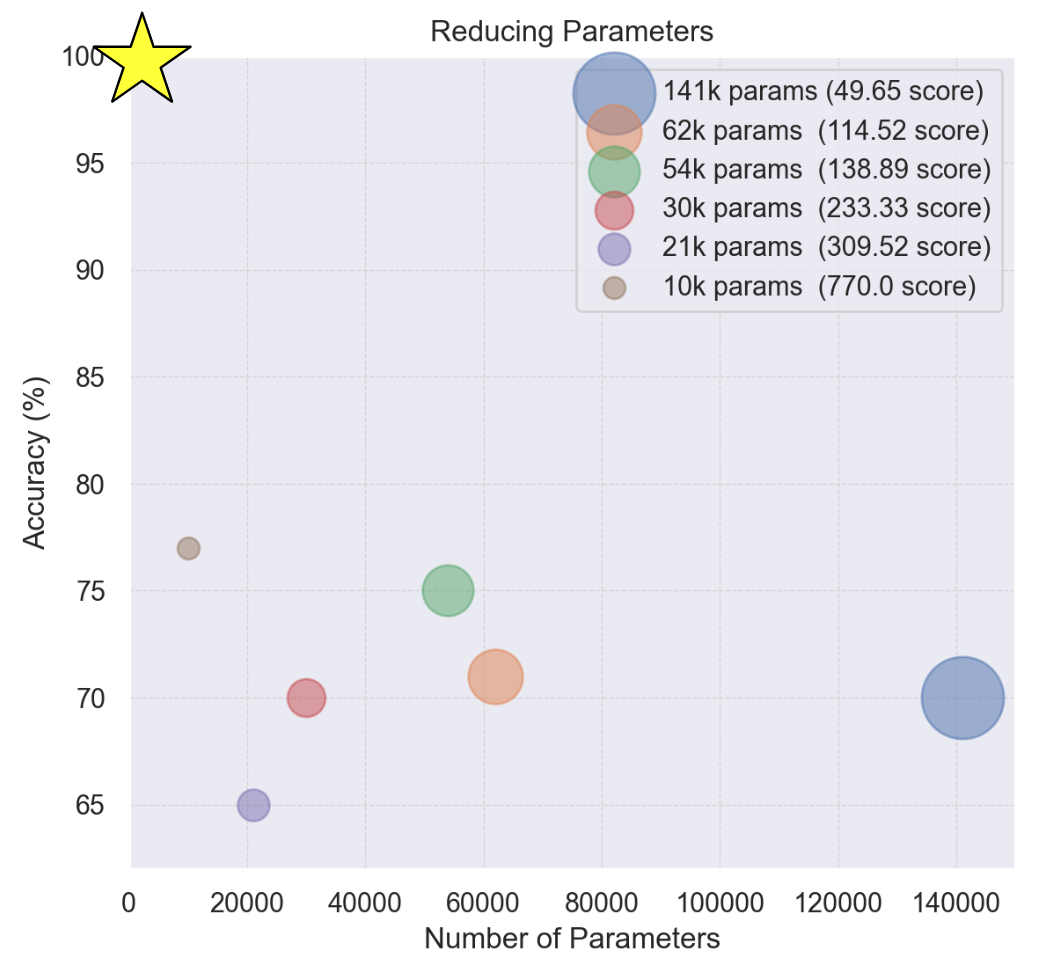 Reducing Parameters
141k params (49.65 score)
62k params (114.52 score)
54k params (138.89 score)
30k params (233.33 score)
21k params (309.52 score)
10k params (770.0 score)
Accuracy (%)
100
95
90
85
80
75
70
65
0 20000 40000 60000 80000 100000 120000 140000
Number of Parameters